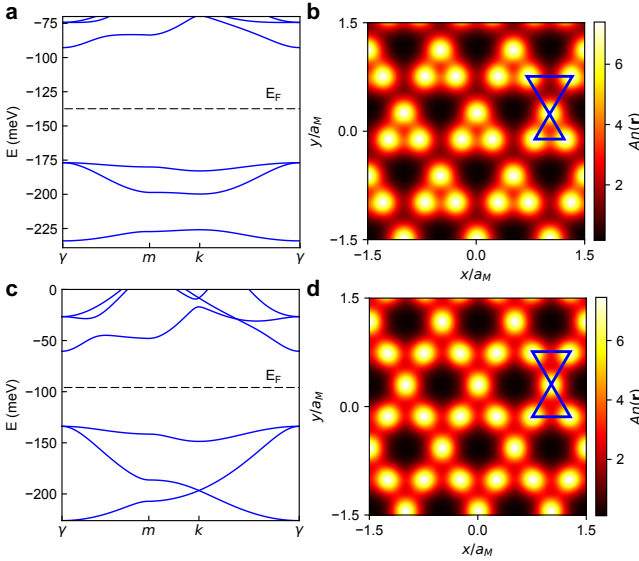 a
E (meV)
−75
−100
−125
−150
−175
−200
−225
E_F
γ
m
k
γ
b
y/a_M
1.5
0.0
−1.5
−1.5
0.0
1.5
x/a_M
6
4
2
An(r)
c
E (meV)
0
−50
−100
−150
−200
E_F
γ
m
k
γ
d
y/a_M
1.5
0.0
−1.5
−1.5
0.0
1.5
x/a_M
6
4
2
An(r)